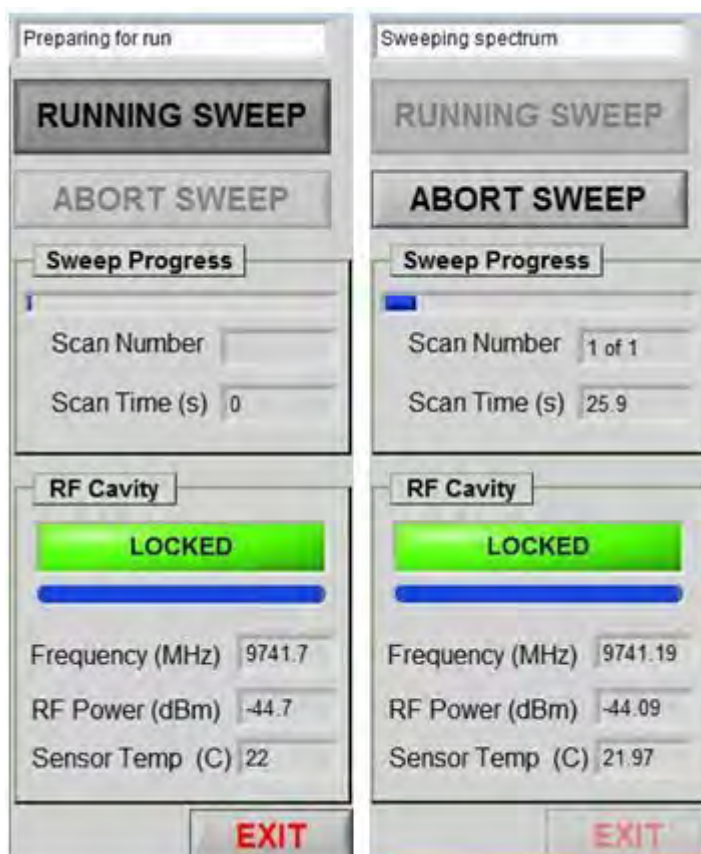 Preparing for run
RUNNING SWEEP
ABORT SWEEP
Sweep Progress
Scan Number
Scan Time (s) 0
RF Cavity
LOCKED
Frequency (MHz) 9741.7
RF Power (dBm) -44.7
Sensor Temp (C) 22
EXIT
Sweeping spectrum
RUNNING SWEEP
ABORT SWEEP
Sweep Progress
Scan Number 1 of 1
Scan Time (s) 25.9
RF Cavity
LOCKED
Frequency (MHz) 9741.19
RF Power (dBm) -44.09
Sensor Temp (C) 21.97
EXIT